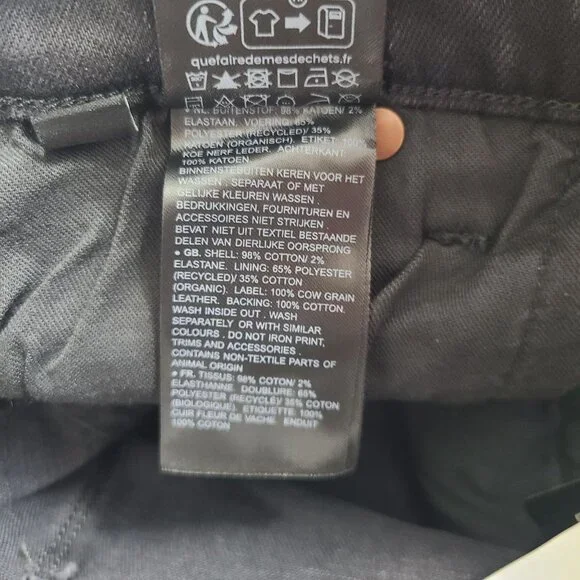 quefairedemesdechets.fr
• NL. BUITENSTOF: 98% KATOEN/ 2%
ELASTAAN. VOERING: 65%
POLYESTER (RECYCLED)/ 35%
KATOEN (ORGANISCH). ETIKET: 100%
KOE NERF LEDER. ACHTERKANT:
100% KATOEN
BINNENSTEBUITEN KEREN VOOR HET
WASSEN . SEPARAAT OF MET
GELIJKE KLEUREN WASSEN .
BEDRUKKINGEN, FOURNITUREN EN
ACCESSOIRES NIET STRIJKEN .
BEVAT NIET UIT TEXTIEL BESTAANDE
DELEN VAN DIERLIJKE OORSPRONG
• GB. SHELL: 98% COTTON/ 2%
ELASTANE. LINING: 65% POLYESTER
(RECYCLED)/ 35% COTTON
(ORGANIC). LABEL: 100% COW GRAIN
LEATHER. BACKING: 100% COTTON.
WASH INSIDE OUT . WASH
SEPARATELY OR WITH SIMILAR
COLOURS . DO NOT IRON PRINT,
TRIMS AND ACCESSORIES .
CONTAINS NON-TEXTILE PARTS OF
ANIMAL ORIGIN
• FR. TISSUS: 98% COTON/ 2%
ELASTHANNE. DOUBLURE: 65%
POLYESTER (RECYCLE)/ 35% COTON
(BIOLOGIQUE). ETIQUETTE: 100%
CUIR FLEUR DE VACHE. ENDUIT:
100% COTON